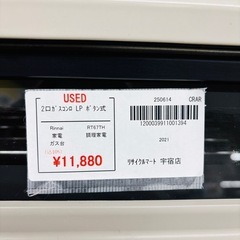 USED
2口ガスコンロ LP ボタン式
Rinnai RT67TH
家電 調理家電
ガス台
¥11,880
250614 CRAR
1200039911001394
2021
リサイクルマート 宇宿店